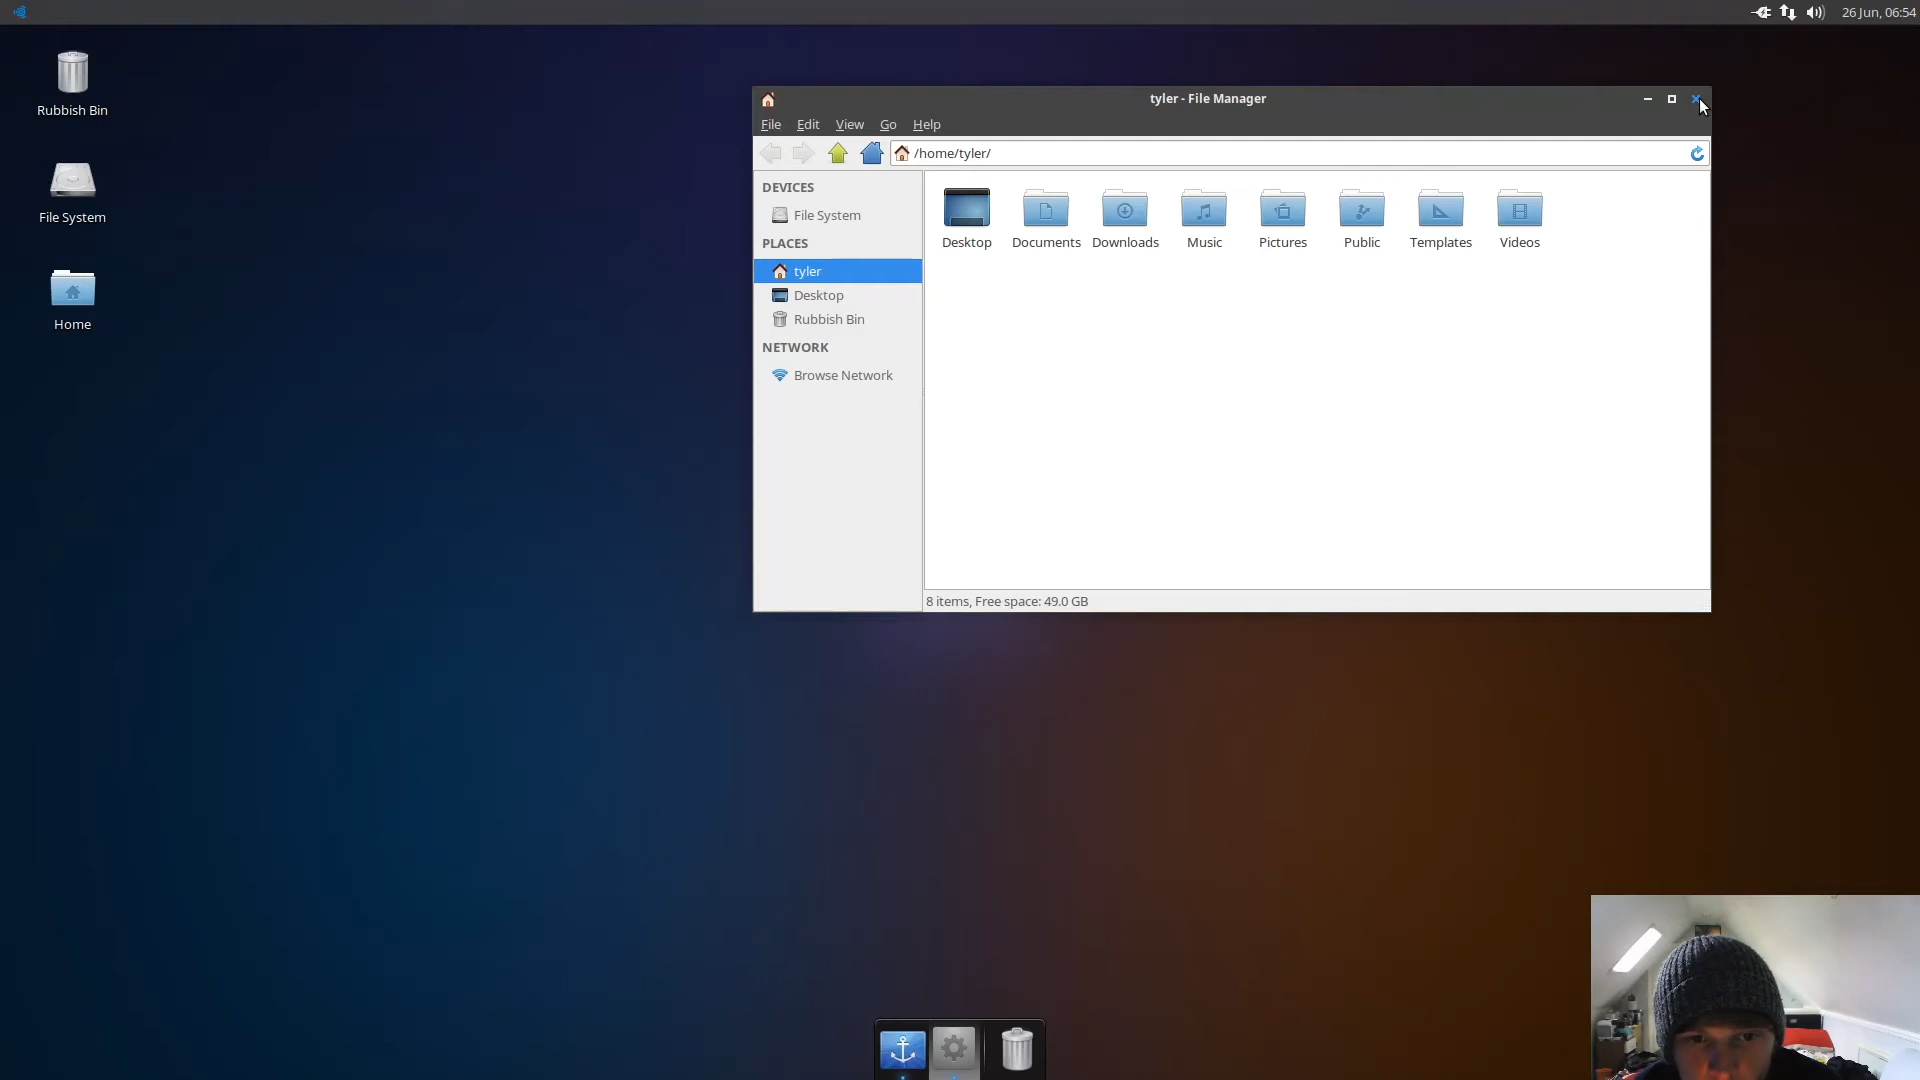 26 Jun, 06:54
Rubbish Bin
File System
Home
tyler - File Manager
File Edit View Go Help
/home/tyler/
DEVICES
File System
PLACES
tyler
Desktop
Rubbish Bin
NETWORK
Browse Network
Desktop Documents Downloads Music Pictures Public Templates Videos
8 items, Free space: 49.0 GB